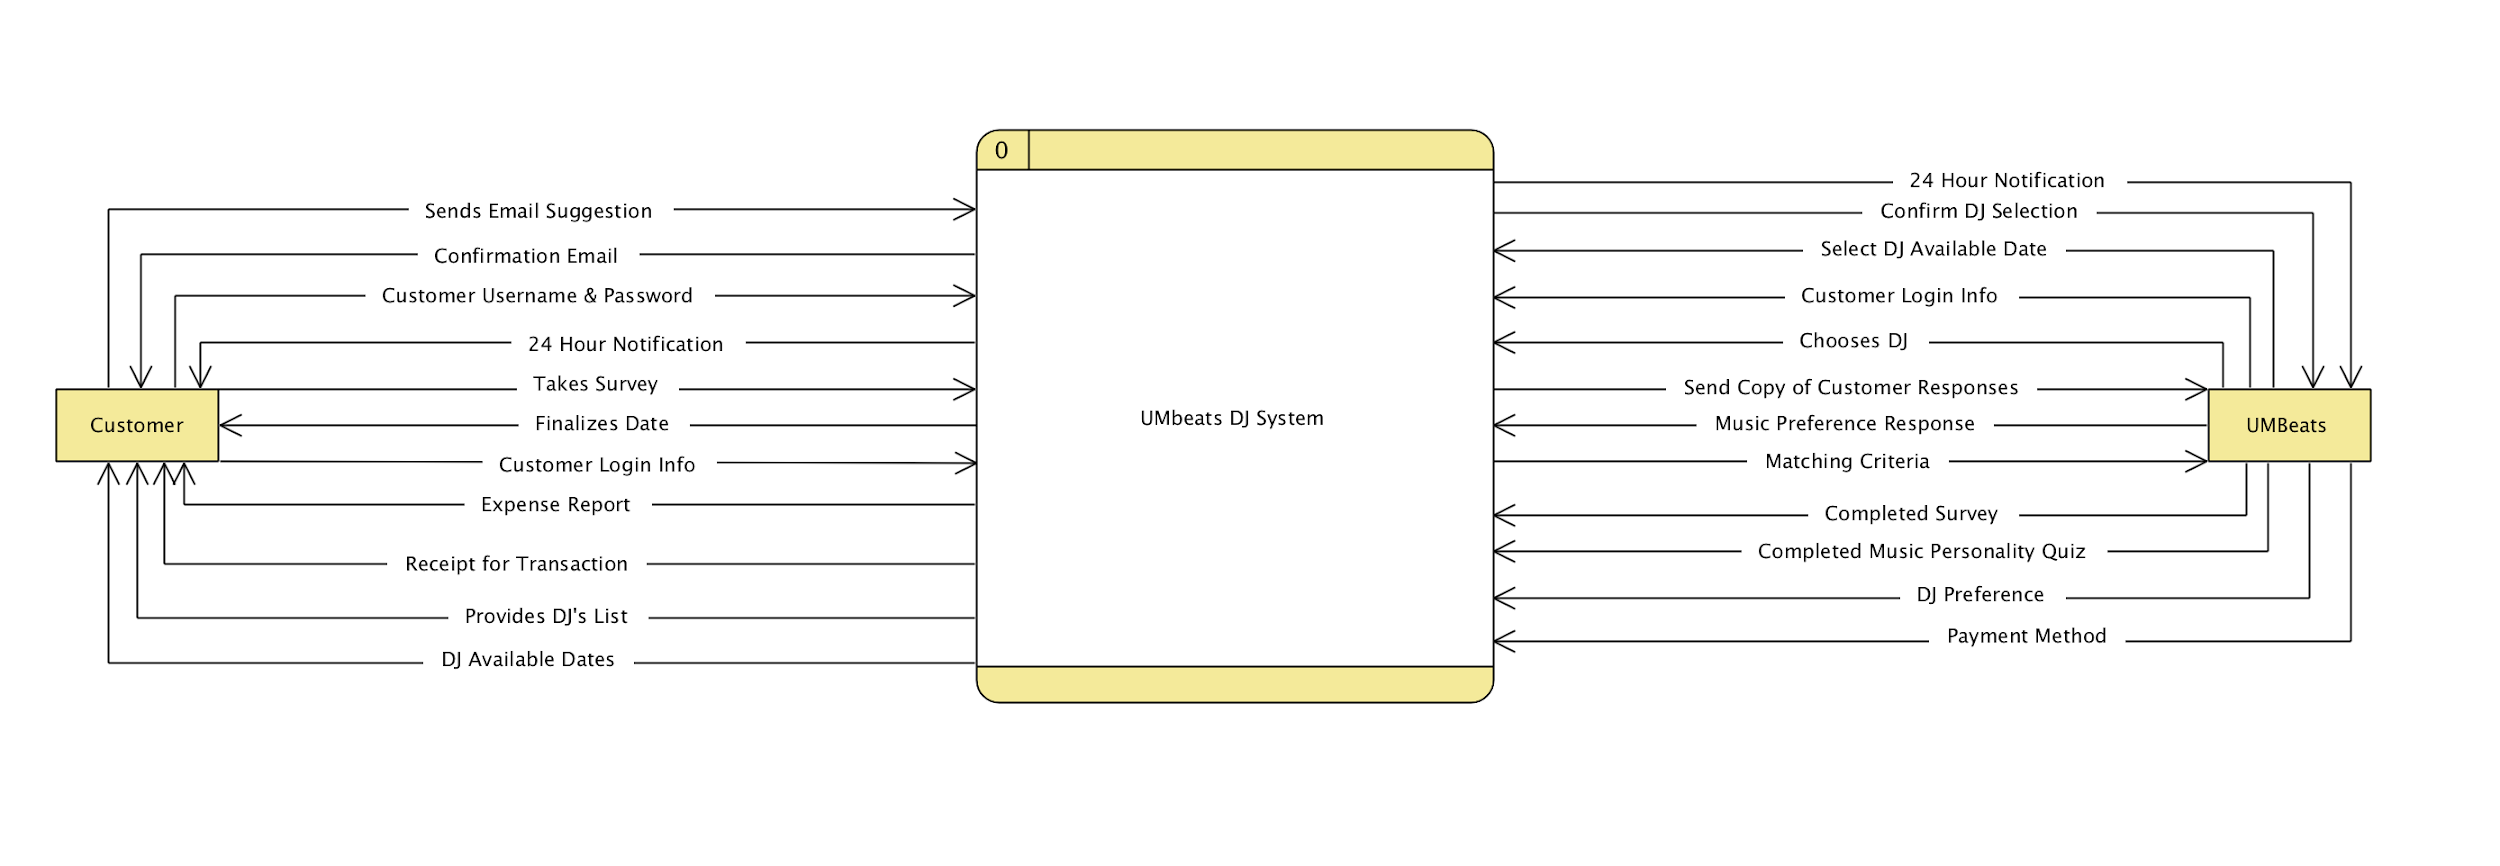 0
UMbeats DJ System
Customer
Sends Email Suggestion
Confirmation Email
Customer Username & Password
24 Hour Notification
Takes Survey
Finalizes Date
Customer Login Info
Expense Report
Receipt for Transaction
Provides DJ's List
DJ Available Dates
24 Hour Notification
Confirm DJ Selection
Select DJ Available Date
Customer Login Info
Chooses DJ
Send Copy of Customer Responses
Music Preference Response
Matching Criteria
Completed Survey
Completed Music Personality Quiz
DJ Preference
Payment Method
UMBeats